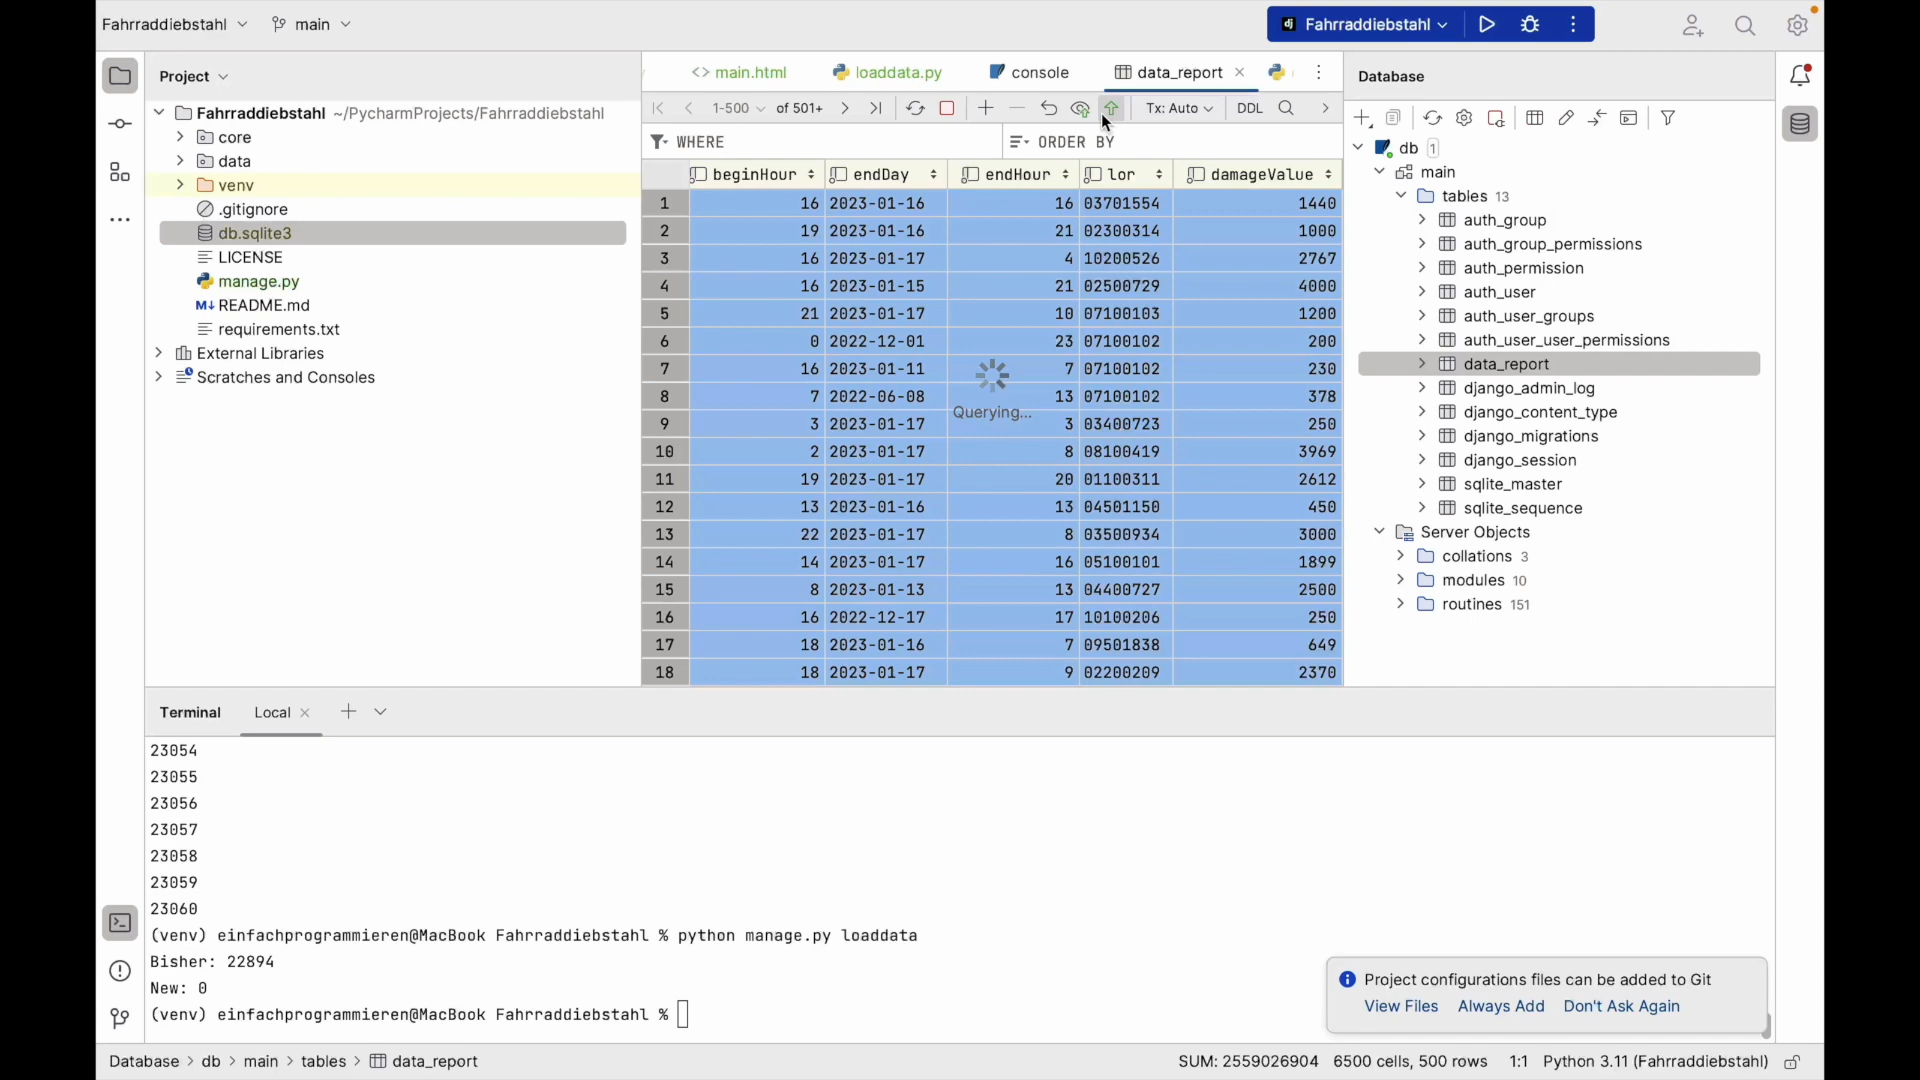 Fahrraddiebstahl
main
Fahrraddiebstahl
Project
Fahrraddiebstahl ~/PycharmProjects/Fahrraddiebstahl
core
data
venv
.gitignore
db.sqlite3
LICENSE
manage.py
README.md
requirements.txt
External Libraries
Scratches and Consoles
main.html
loaddata.py
console
data_report
1-500
of 501+
Tx: Auto
DDL
WHERE
ORDER BY
beginHour endDay endHour lor damageValue
1 16 2023-01-16 16 03701554 1440
2 19 2023-01-16 21 02300314 1000
3 16 2023-01-17 4 10200526 2767
4 16 2023-01-15 21 02500729 4000
5 21 2023-01-17 10 07100103 1200
6 0 2022-12-01 23 07100102 200
7 16 2023-01-11 7 07100102 230
8 7 2022-06-08 13 07100102 378
9 3 2023-01-17 3 03400723 250
10 2 2023-01-17 8 08100419 3969
11 19 2023-01-17 20 01100311 2612
12 13 2023-01-16 13 04501150 450
13 22 2023-01-17 8 03500934 3000
14 14 2023-01-17 16 05100101 1899
15 8 2023-01-13 13 04400727 2500
16 16 2022-12-17 17 10100206 250
17 18 2023-01-16 7 09501838 649
18 18 2023-01-17 9 02200209 2370
Querying...
Database
db 1
main
tables 13
auth_group
auth_group_permissions
auth_permission
auth_user
auth_user_groups
auth_user_user_permissions
data_report
django_admin_log
django_content_type
django_migrations
django_session
sqlite_master
sqlite_sequence
Server Objects
collations 3
modules 10
routines 151
Terminal
Local
23054
23055
23056
23057
23058
23059
23060
(venv) einfachprogrammieren@MacBook Fahrraddiebstahl % python manage.py loaddata
Bisher: 22894
New: 0
(venv) einfachprogrammieren@MacBook Fahrraddiebstahl %
Project configurations files can be added to Git
View Files Always Add Don't Ask Again
Database > db > main > tables > data_report
SUM: 2559026904 6500 cells, 500 rows 1:1 Python 3.11 (Fahrraddiebstahl)